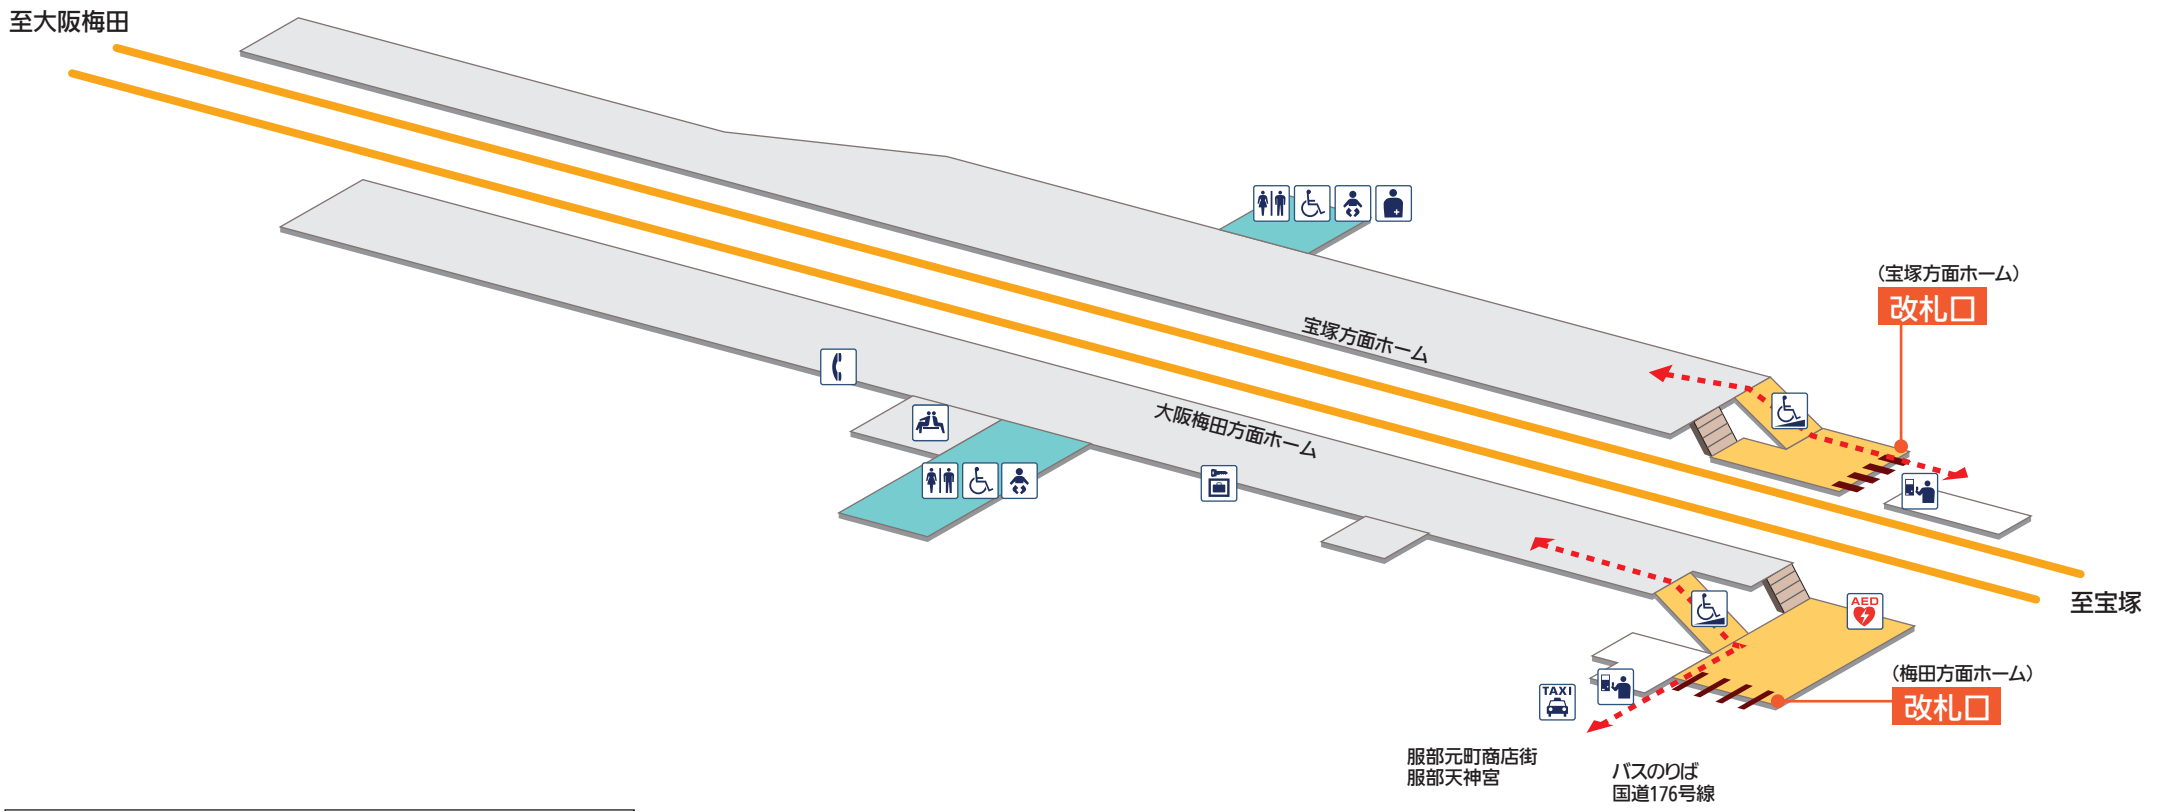 至大阪梅田
(宝塚方面ホーム)
改札口
宝塚方面ホーム
大阪梅田方面ホーム
至宝塚
AED
(梅田方面ホーム)
改札口
TAXI
服部元町商店街
服部天神宮
バスのりば
国道176号線